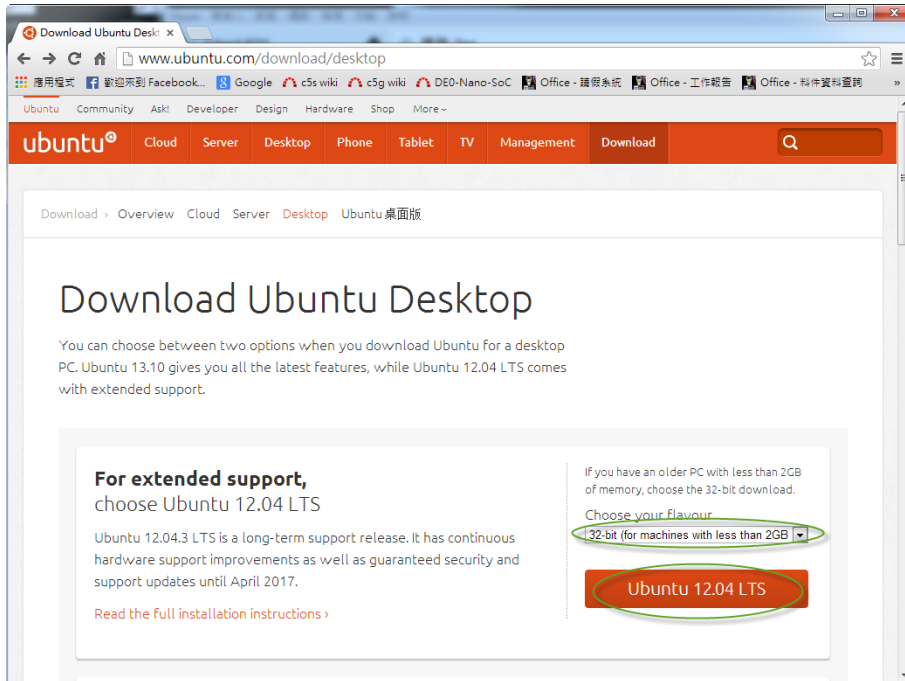 Download Ubuntu Desk
www.ubuntu.com/download/desktop
應用程式 歡迎來到 Facebook... Google c5s wiki c5g wiki DE0-Nano-SoC Office - 請假系統 Office - 工作報告 Office - 料件資料查詢 »
Ubuntu Community Ask! Developer Design Hardware Shop More
ubuntu Cloud Server Desktop Phone Tablet TV Management Download
Download › Overview Cloud Server Desktop Ubuntu 桌面版
Download Ubuntu Desktop
You can choose between two options when you download Ubuntu for a desktop
PC. Ubuntu 13.10 gives you all the latest features, while Ubuntu 12.04 LTS comes
with extended support.
For extended support,
choose Ubuntu 12.04 LTS
Ubuntu 12.04.3 LTS is a long-term support release. It has continuous
hardware support improvements as well as guaranteed security and
support updates until April 2017.
Read the full installation instructions ›
If you have an older PC with less than 2GB
of memory, choose the 32-bit download.
Choose your flavour
32-bit (for machines with less than 2GB
Ubuntu 12.04 LTS